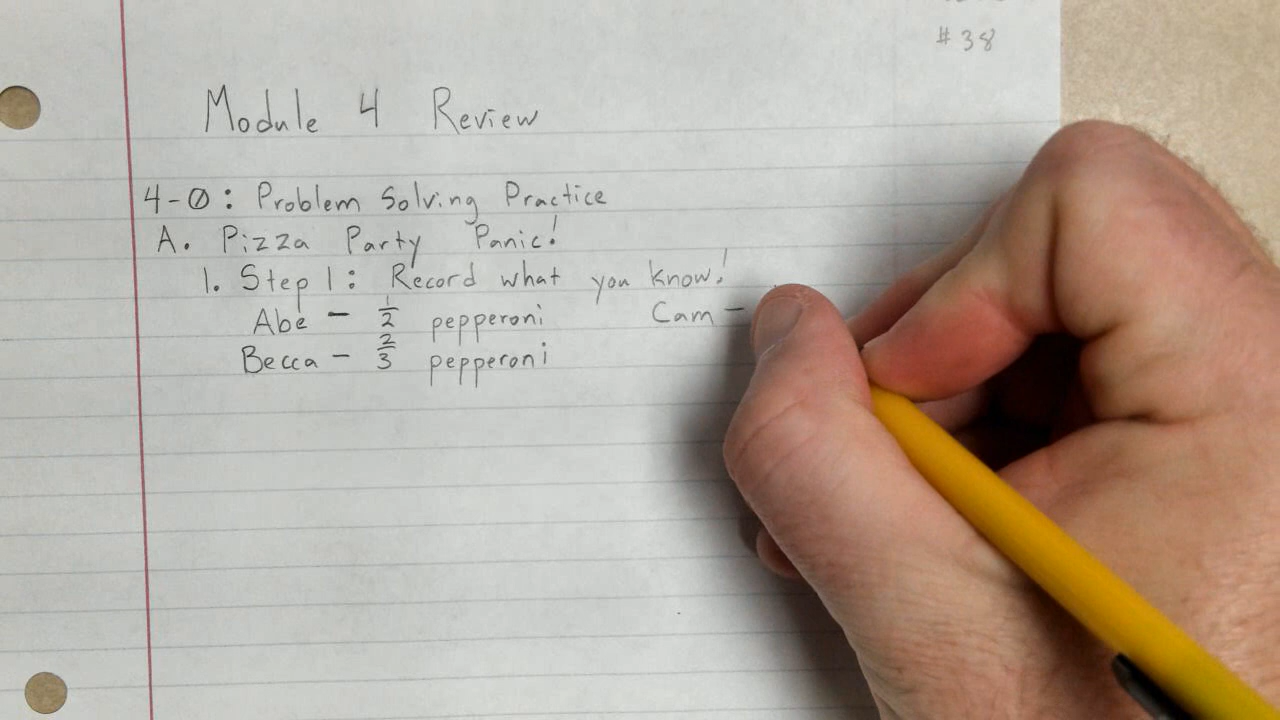 # 38
Module 4 Review
4-0: Problem Solving Practice
A. Pizza Party Panic!
1. Step 1: Record what you know!
Abe - 1/2 pepperoni Cam -
Becca - 2/3 pepperoni